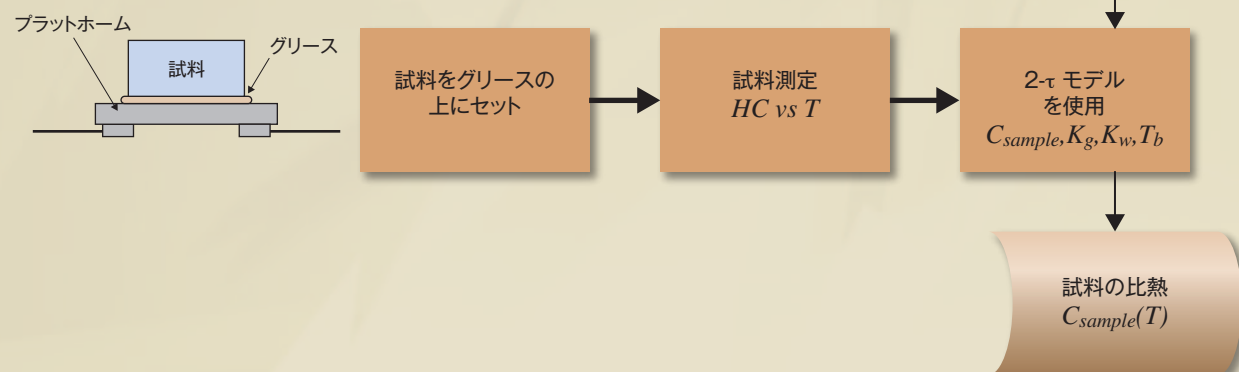 プラットホーム
グリース
試料
試料をグリースの
上にセット
試料測定
HC vs T
2-τ モデル
を使用
Csample,Kg,Kw,Tb
試料の比熱
Csample(T)